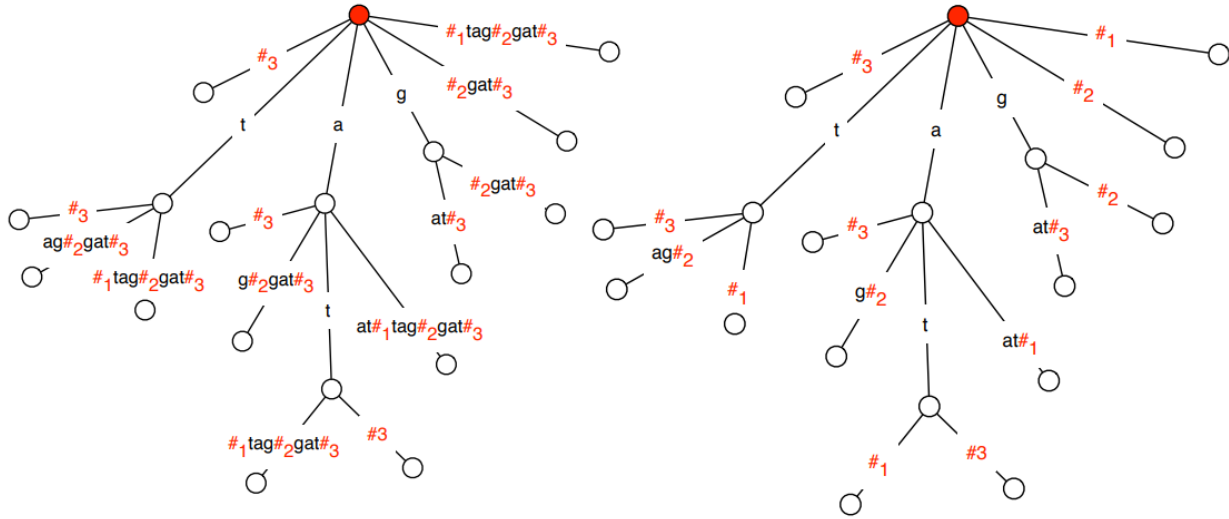 #₁tag#₂gat#₃
#₃
#₂gat#₃
g
t
a
#₂gat#₃
#₃
#₃
at#₃
ag#₂gat#₃
#₁tag#₂gat#₃
g#₂gat#₃
t
at#₁tag#₂gat#₃
#₁tag#₂gat#₃
#3
#₁
#₃
#₂
g
t
a
#₂
#₃
#₃
at#₃
ag#₂
#₁
g#₂
t
at#₁
#₁
#3